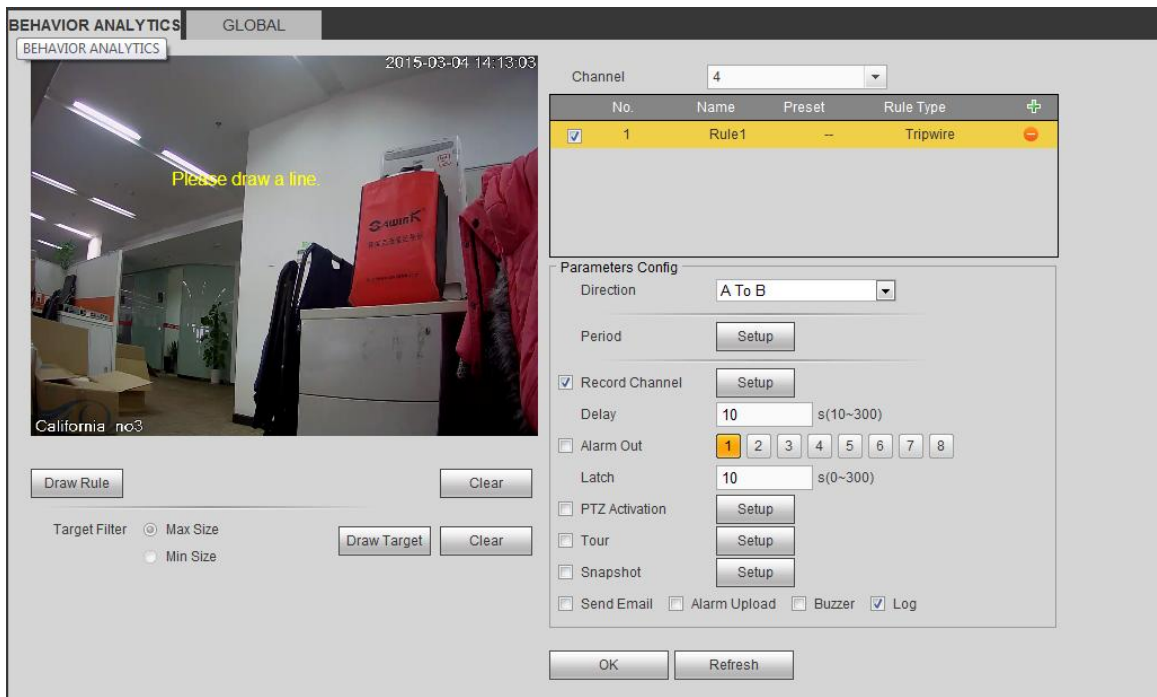 BEHAVIOR ANALYTICS GLOBAL
BEHAVIOR ANALYTICS
2015-03-04 14:13:03
Please draw a line.
California no3
Draw Rule Clear
Target Filter Max Size
Min Size
Draw Target Clear
Channel 4
No. Name Preset Rule Type
1 Rule1 -- Tripwire
Parameters Config
Direction A To B
Period Setup
Record Channel Setup
Delay 10 s(10~300)
Alarm Out 1 2 3 4 5 6 7 8
Latch 10 s(0~300)
PTZ Activation Setup
Tour Setup
Snapshot Setup
Send Email Alarm Upload Buzzer Log
OK Refresh